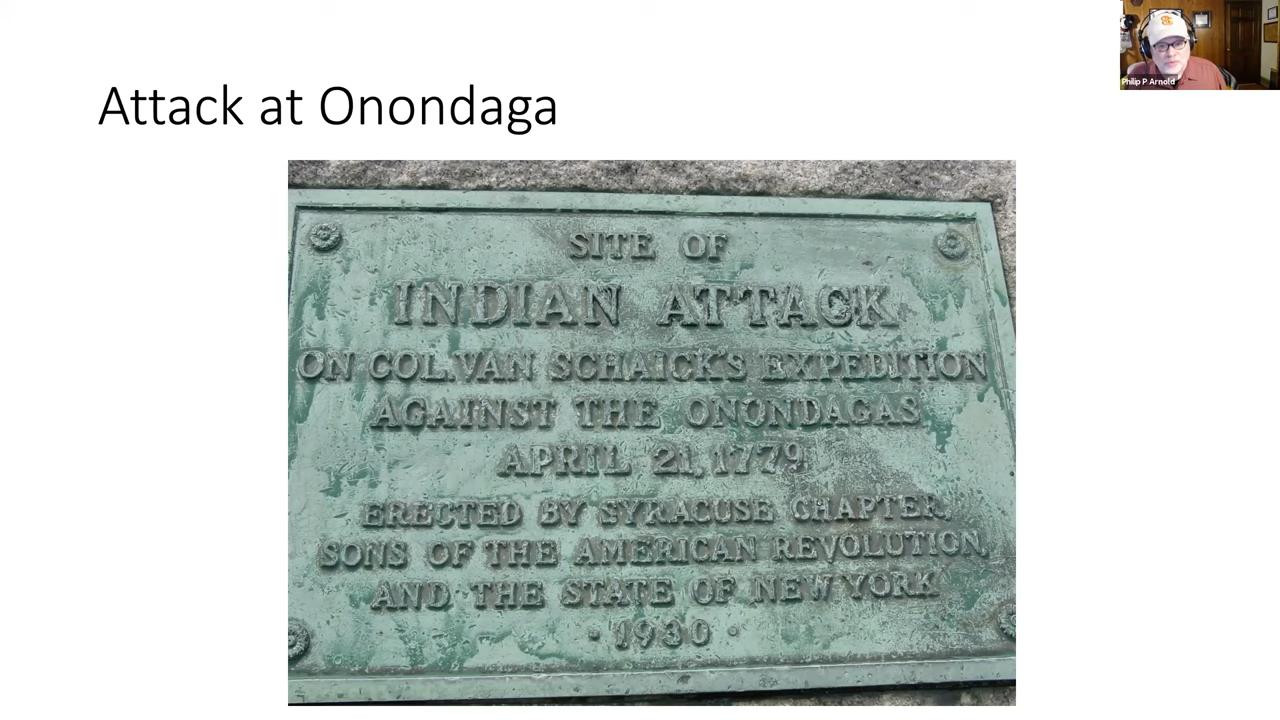 Attack at Onondaga
Philip P Arnold
SITE OF
INDIAN ATTACK
ON COL. VAN SCHAICK'S EXPEDITION
AGAINST THE ONONDAGAS
APRIL 21, 1779
ERECTED BY SYRACUSE CHAPTER,
SONS OF THE AMERICAN REVOLUTION,
AND THE STATE OF NEW YORK
· 1930 ·